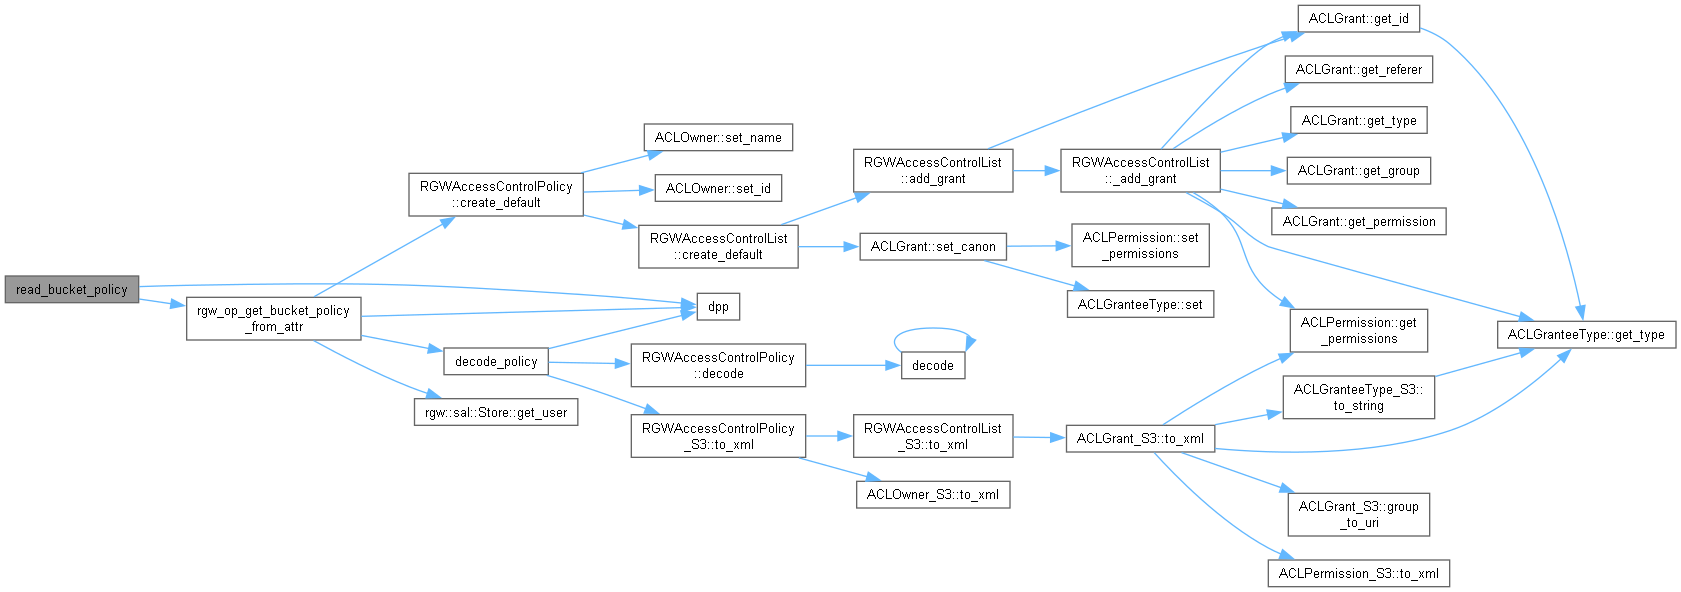 read_bucket_policy
rgw_op_get_bucket_policy
_from_attr
RGWAccessControlPolicy
::create_default
dpp
decode_policy
rgw::sal::Store::get_user
ACLOwner::set_name
ACLOwner::set_id
RGWAccessControlList
::create_default
RGWAccessControlPolicy
::decode
RGWAccessControlPolicy
_S3::to_xml
RGWAccessControlList
::add_grant
ACLGrant::set_canon
decode
RGWAccessControlList
_S3::to_xml
ACLOwner_S3::to_xml
RGWAccessControlList
::_add_grant
ACLPermission::set
_permissions
ACLGranteeType::set
ACLGrant_S3::to_xml
ACLGrant::get_id
ACLGrant::get_referer
ACLGrant::get_type
ACLGrant::get_group
ACLGrant::get_permission
ACLPermission::get
_permissions
ACLGranteeType_S3::
to_string
ACLGrant_S3::group
_to_uri
ACLPermission_S3::to_xml
ACLGranteeType::get_type